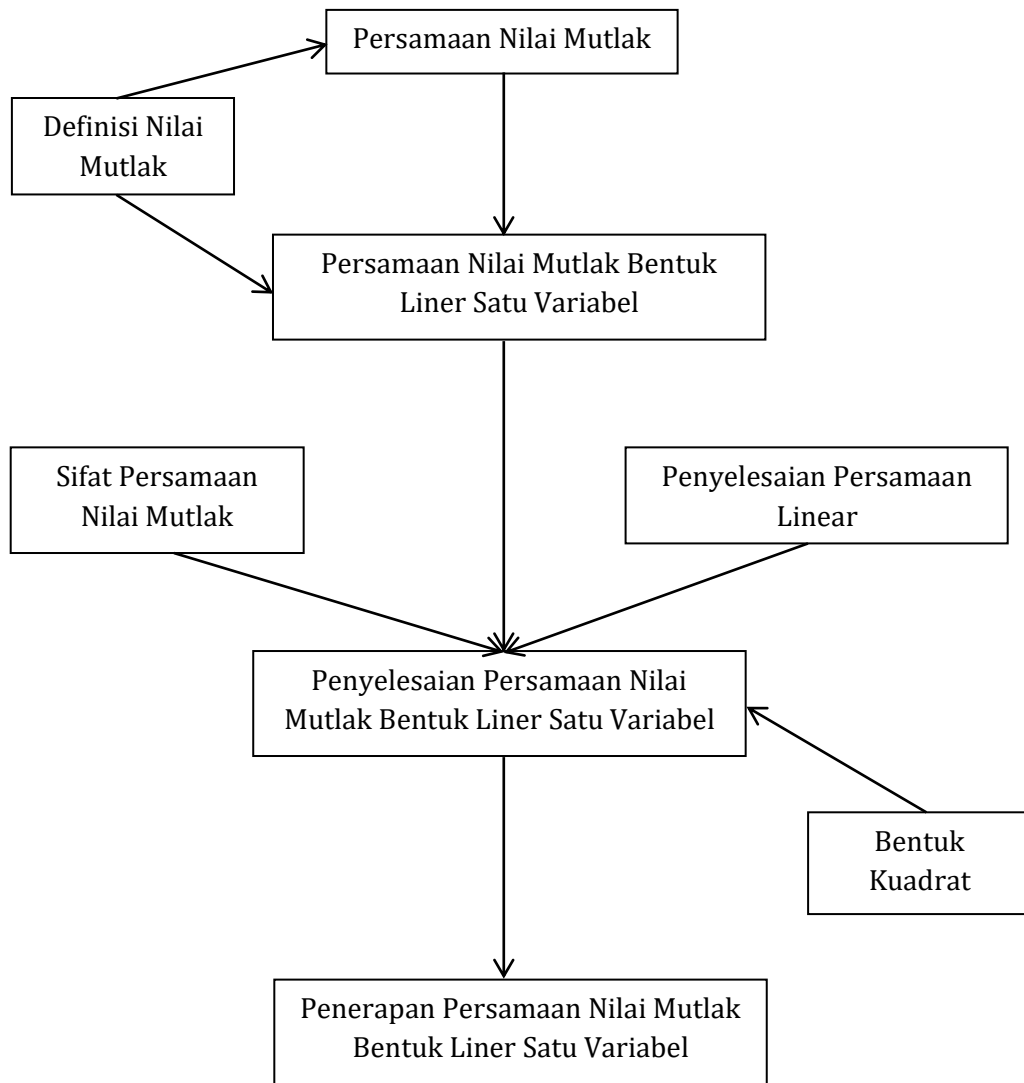 Persamaan Nilai Mutlak
Definisi Nilai
Mutlak
Persamaan Nilai Mutlak Bentuk
Liner Satu Variabel
Sifat Persamaan
Nilai Mutlak
Penyelesaian Persamaan
Linear
Penyelesaian Persamaan Nilai
Mutlak Bentuk Liner Satu Variabel
Bentuk
Kuadrat
Penerapan Persamaan Nilai Mutlak
Bentuk Liner Satu Variabel